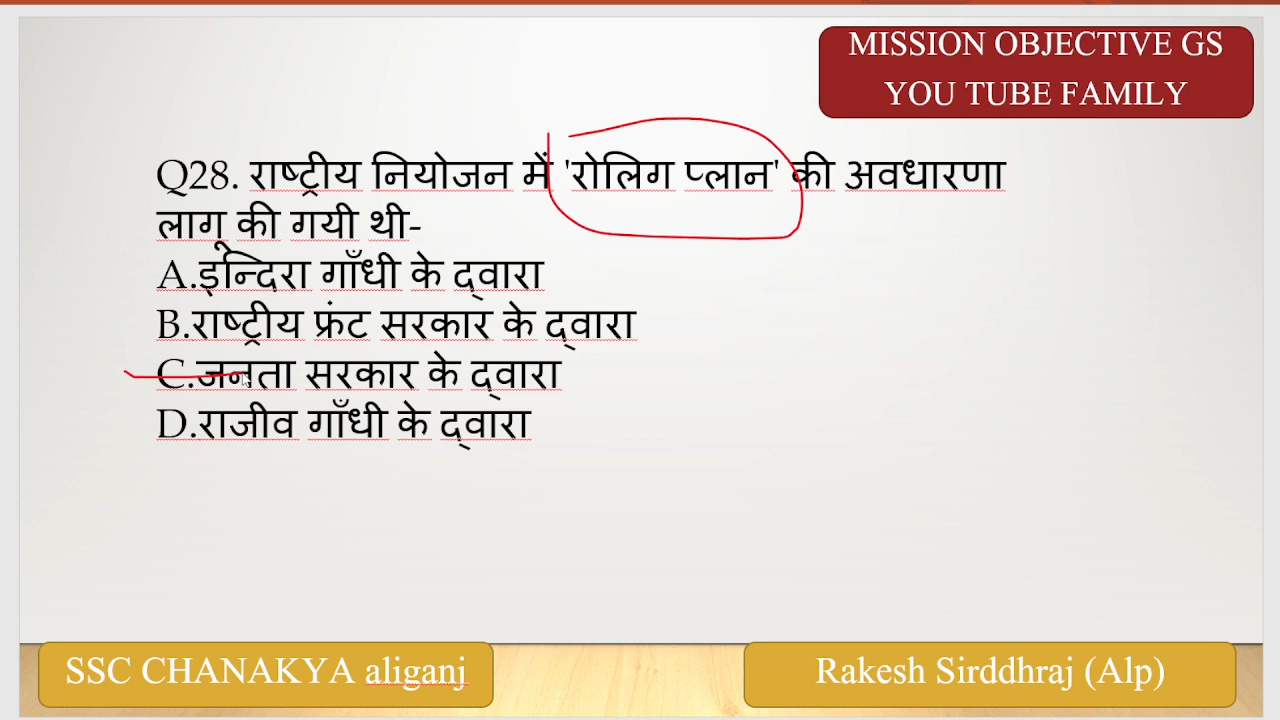 MISSION OBJECTIVE GS
YOU TUBE FAMILY
Q28. राष्ट्रीय नियोजन में 'रोलिग प्लान' की अवधारणा
लागू की गयी थी-
A.इन्दिरा गाँधी के द्वारा
B.राष्ट्रीय फ्रंट सरकार के द्वारा
C.जनता सरकार के द्वारा
D.राजीव गाँधी के द्वारा
SSC CHANAKYA aliganj
Rakesh Sirddhraj (Alp)